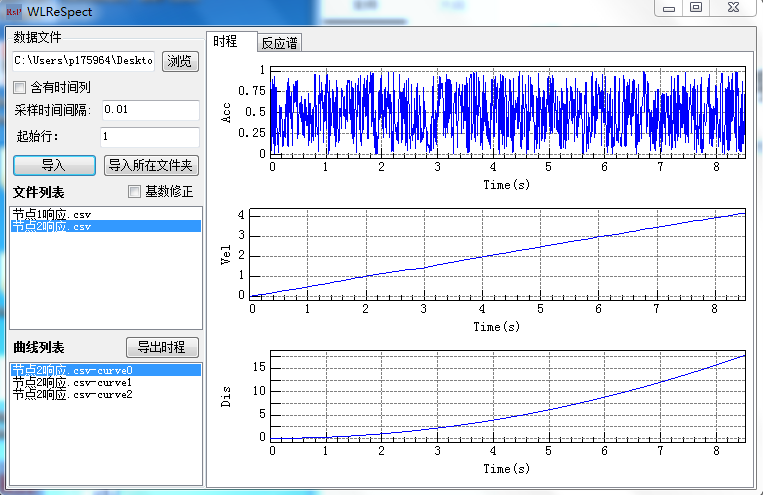 RsP WLReSpect
数据文件
C:\Users\p175964\Deskto
浏览
含有时间列
采样时间间隔: 0.01
起始行: 1
导入
导入所在文件夹
文件列表
基数修正
节点1响应.csv
节点2响应.csv
曲线列表
导出时程
节点2响应.csv-curve0
节点2响应.csv-curve1
节点2响应.csv-curve2
时程
反应谱
Acc
1
0.75
0.5
0.25
0
0 1 2 3 4 5 6 7 8
Time(s)
Vel
4
3
2
1
0
0 1 2 3 4 5 6 7 8
Time(s)
Dis
15
10
5
0
0 1 2 3 4 5 6 7 8
Time(s)